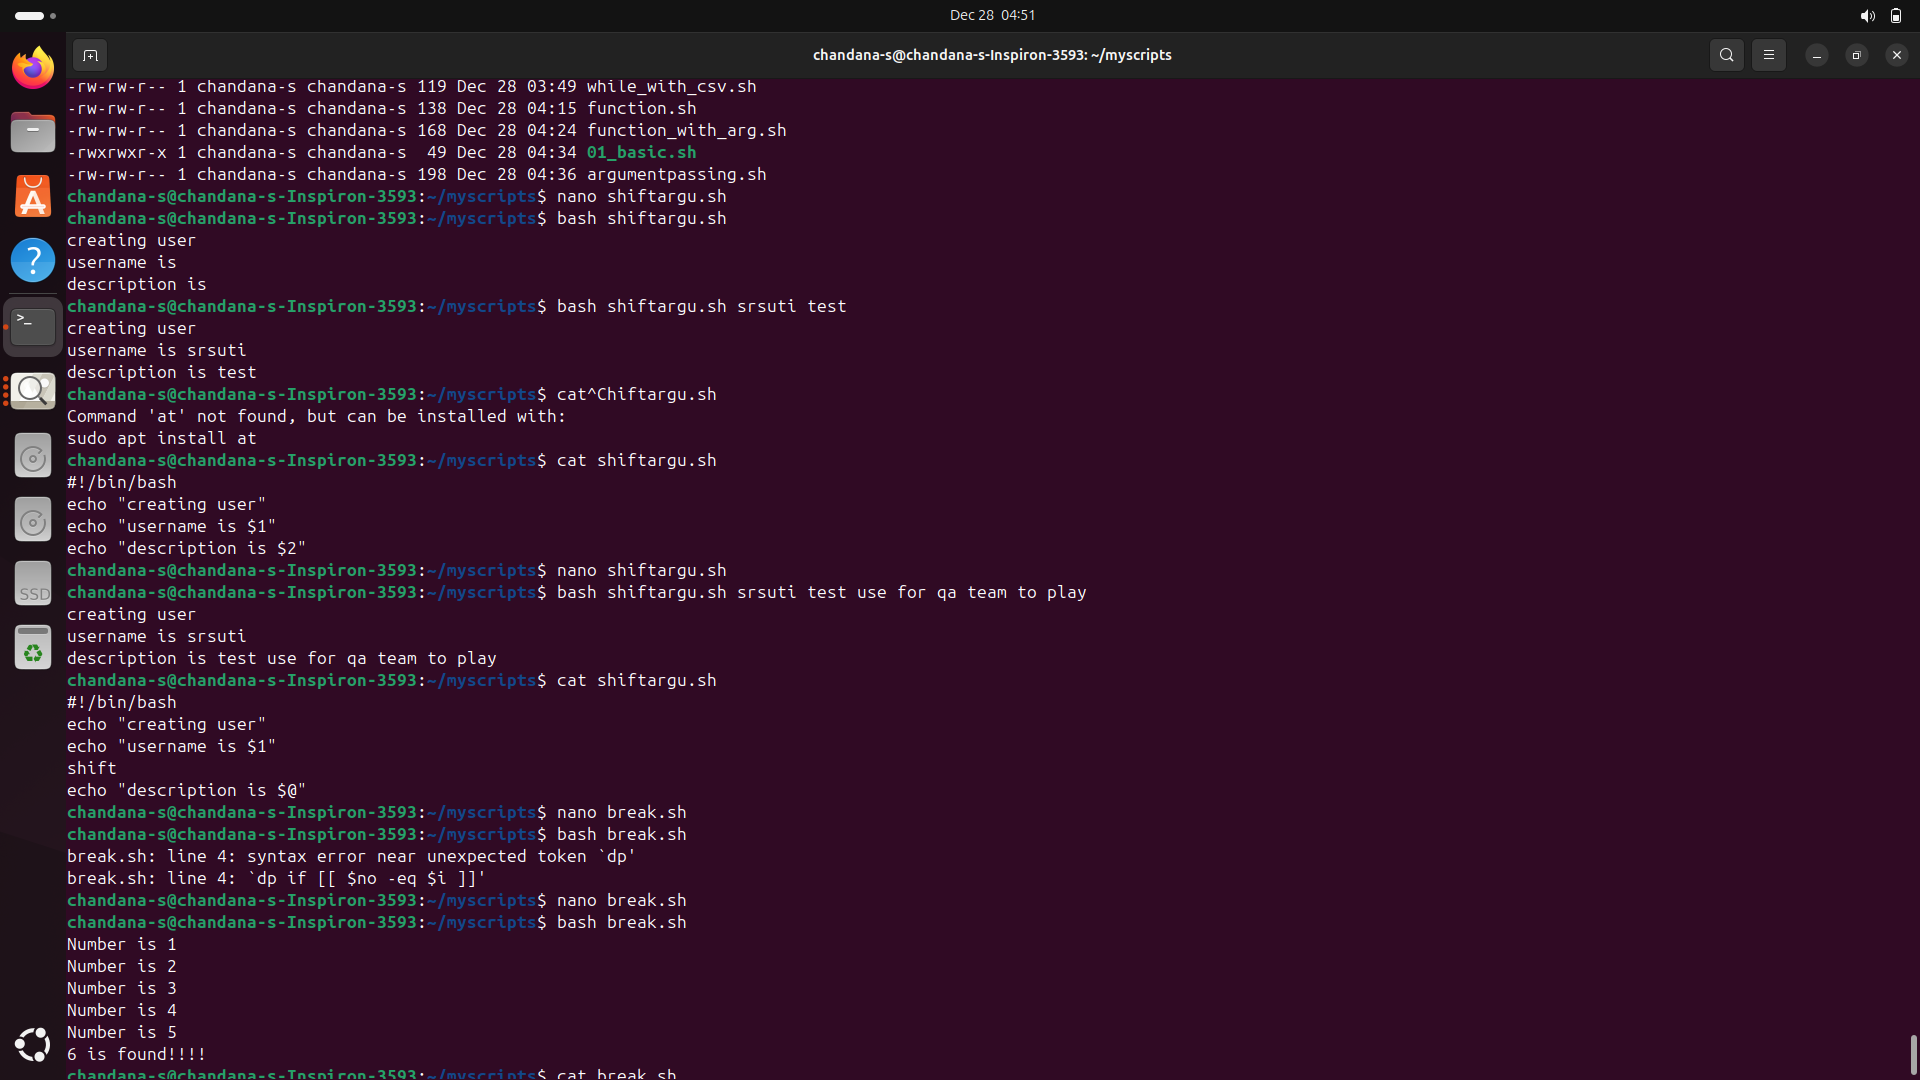 Dec 28 04:51
chandana-s@chandana-s-Inspiron-3593: ~/myscripts
-rw-rw-r-- 1 chandana-s chandana-s 119 Dec 28 03:49 while_with_csv.sh
-rw-rw-r-- 1 chandana-s chandana-s 138 Dec 28 04:15 function.sh
-rw-rw-r-- 1 chandana-s chandana-s 168 Dec 28 04:24 function_with_arg.sh
-rwxrwxr-x 1 chandana-s chandana-s  49 Dec 28 04:34 01_basic.sh
-rw-rw-r-- 1 chandana-s chandana-s 198 Dec 28 04:36 argumentpassing.sh
chandana-s@chandana-s-Inspiron-3593:~/myscripts$ nano shiftargu.sh
chandana-s@chandana-s-Inspiron-3593:~/myscripts$ bash shiftargu.sh
creating user
username is
description is
chandana-s@chandana-s-Inspiron-3593:~/myscripts$ bash shiftargu.sh srsuti test
creating user
username is srsuti
description is test
chandana-s@chandana-s-Inspiron-3593:~/myscripts$ cat^Chiftargu.sh
Command 'at' not found, but can be installed with:
sudo apt install at
chandana-s@chandana-s-Inspiron-3593:~/myscripts$ cat shiftargu.sh
#!/bin/bash
echo "creating user"
echo "username is $1"
echo "description is $2"
chandana-s@chandana-s-Inspiron-3593:~/myscripts$ nano shiftargu.sh
chandana-s@chandana-s-Inspiron-3593:~/myscripts$ bash shiftargu.sh srsuti test use for qa team to play
creating user
username is srsuti
description is test use for qa team to play
chandana-s@chandana-s-Inspiron-3593:~/myscripts$ cat shiftargu.sh
#!/bin/bash
echo "creating user"
echo "username is $1"
shift
echo "description is $@"
chandana-s@chandana-s-Inspiron-3593:~/myscripts$ nano break.sh
chandana-s@chandana-s-Inspiron-3593:~/myscripts$ bash break.sh
break.sh: line 4: syntax error near unexpected token `dp'
break.sh: line 4: `dp if [[ $no -eq $i ]]'
chandana-s@chandana-s-Inspiron-3593:~/myscripts$ nano break.sh
chandana-s@chandana-s-Inspiron-3593:~/myscripts$ bash break.sh
Number is 1
Number is 2
Number is 3
Number is 4
Number is 5
6 is found!!!!
chandana-s@chandana-s-Inspiron-3593:~/myscripts$ cat break.sh
SSD